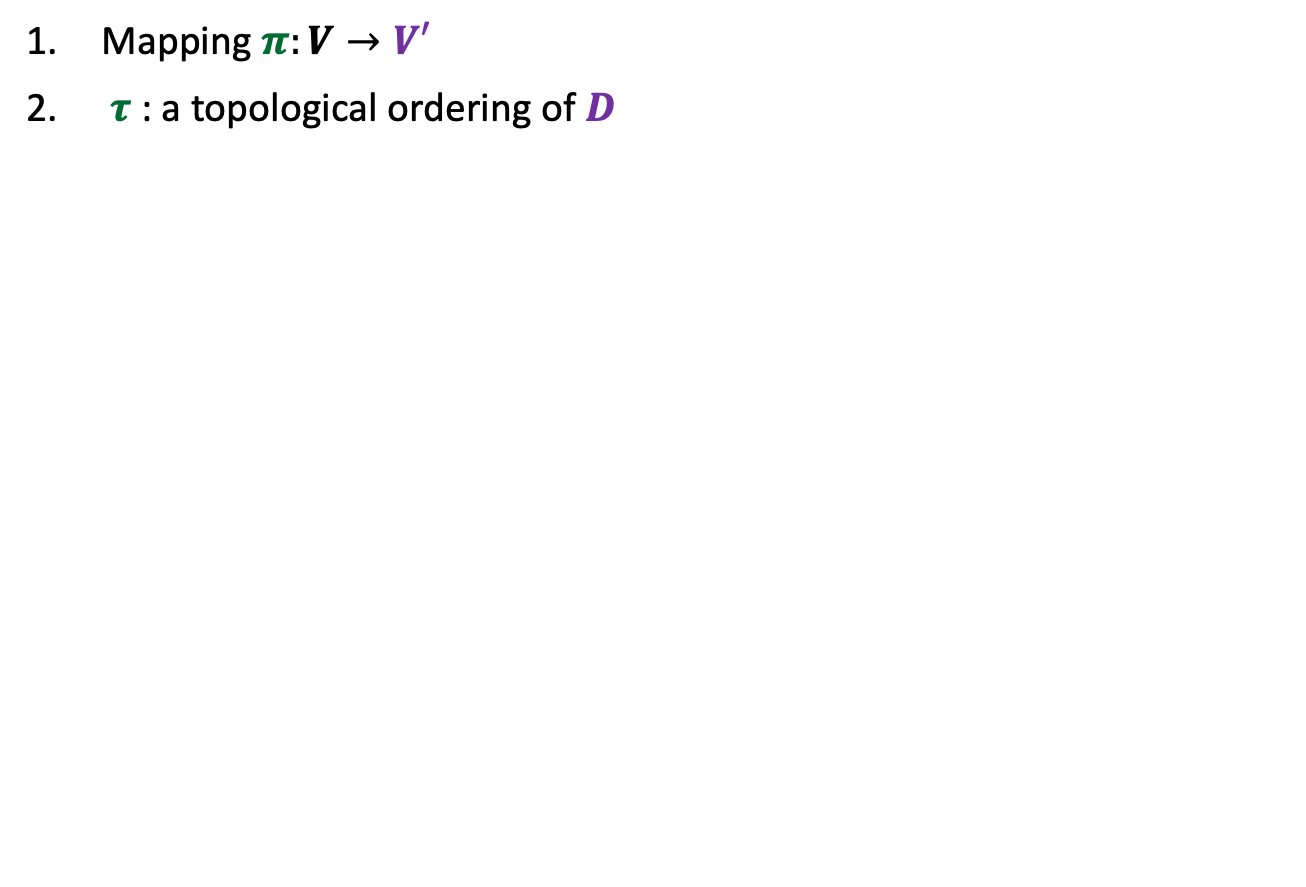 1. Mapping π: V → V′
2. τ : a topological ordering of D